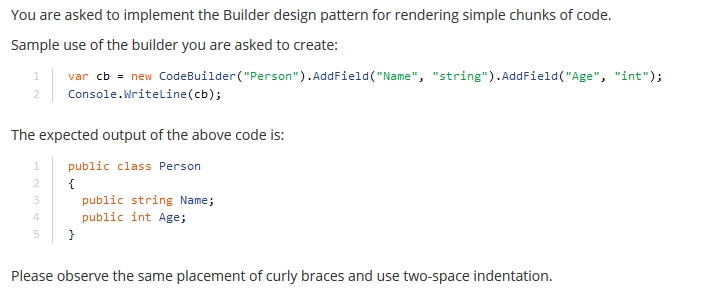 You are asked to implement the Builder design pattern for rendering simple chunks of code.
Sample use of the builder you are asked to create:
1 var cb = new CodeBuilder("Person").AddField("Name", "string").AddField("Age", "int");
2 Console.WriteLine(cb);
The expected output of the above code is:
1 public class Person
2 {
3   public string Name;
4   public int Age;
5 }
Please observe the same placement of curly braces and use two-space indentation.